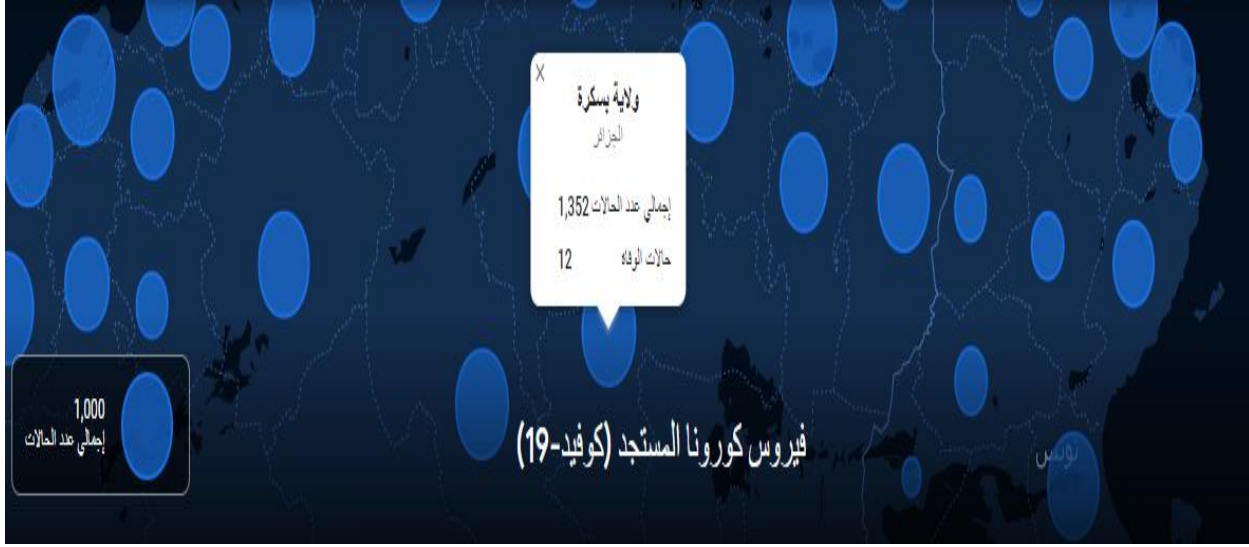 ولاية بسكرة
الجزائر
إجمالي عدد الحالات 1,352
حالات الوفاة 12
1,000
إجمالي عدد الحالات
فيروس كورونا المستجد (كوفيد-19)
تونس